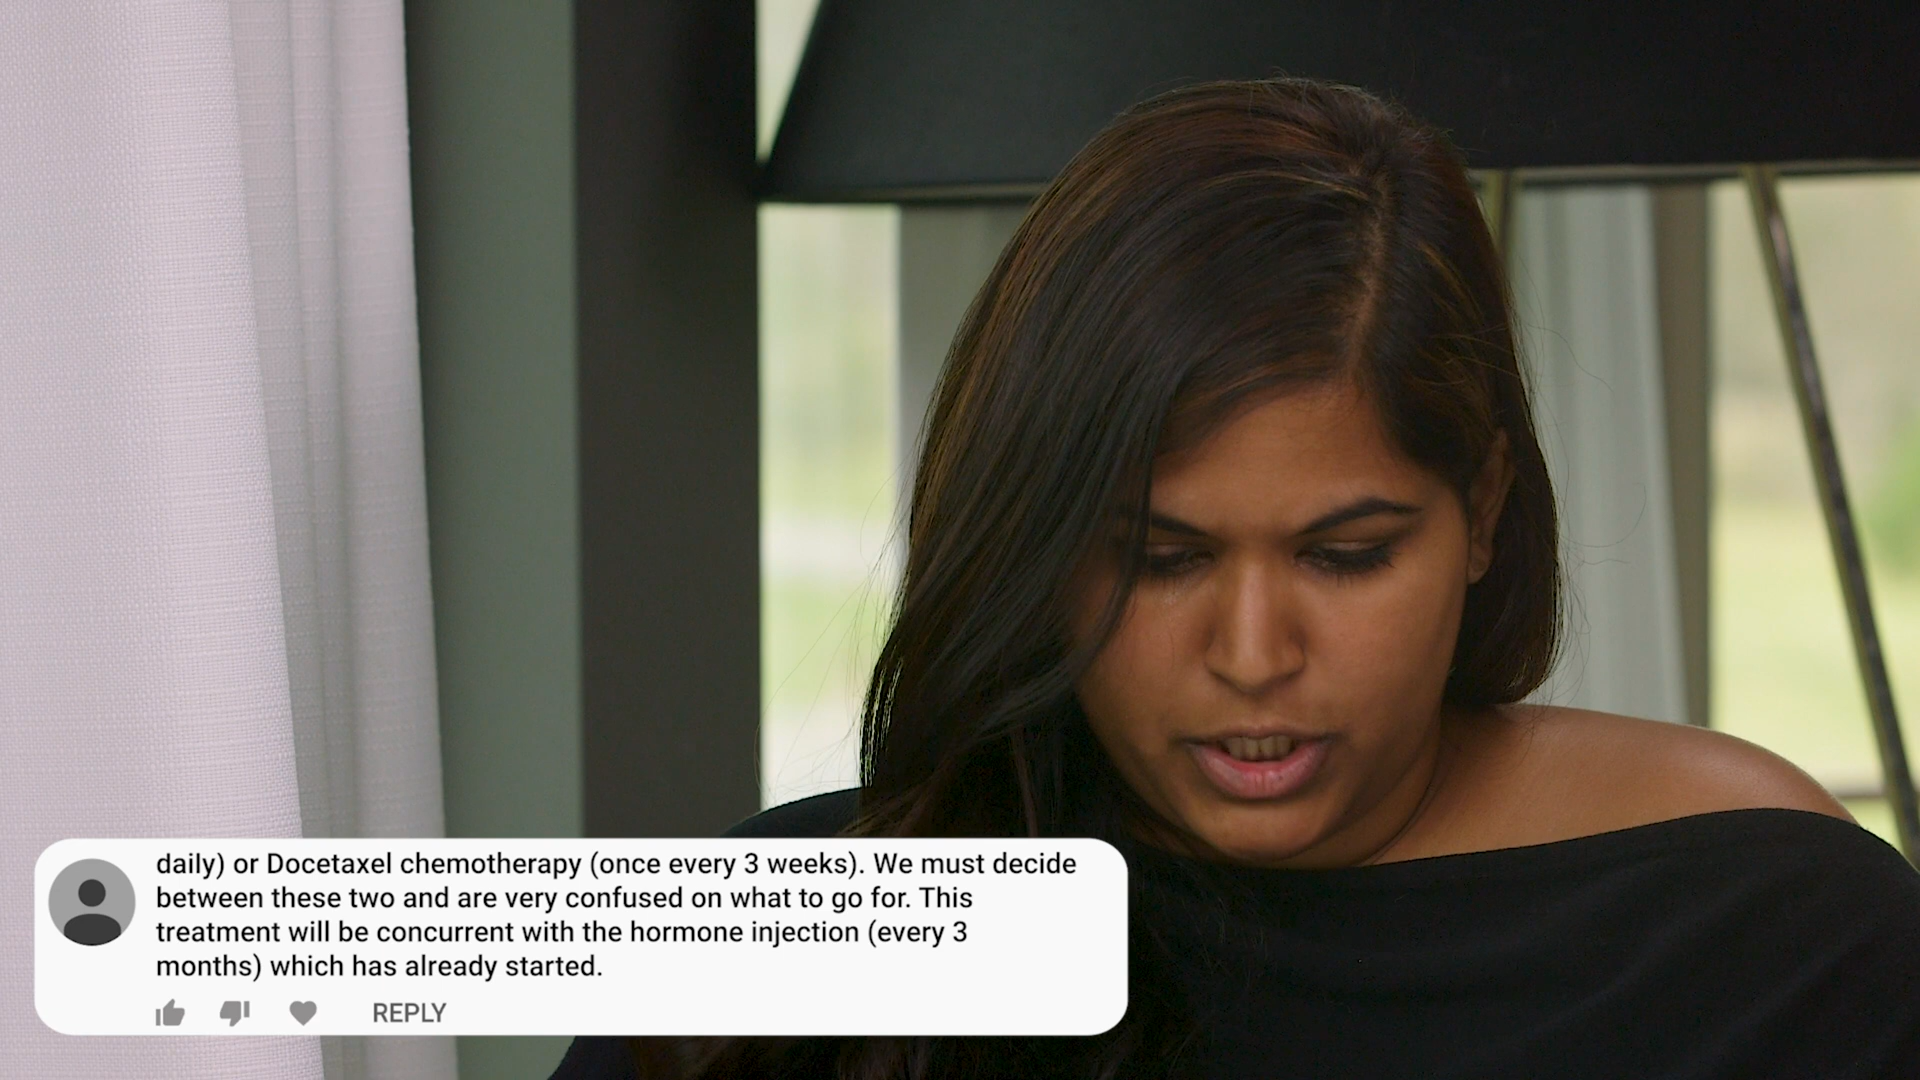 daily) or Docetaxel chemotherapy (once every 3 weeks). We must decide
between these two and are very confused on what to go for. This
treatment will be concurrent with the hormone injection (every 3
months) which has already started.
REPLY